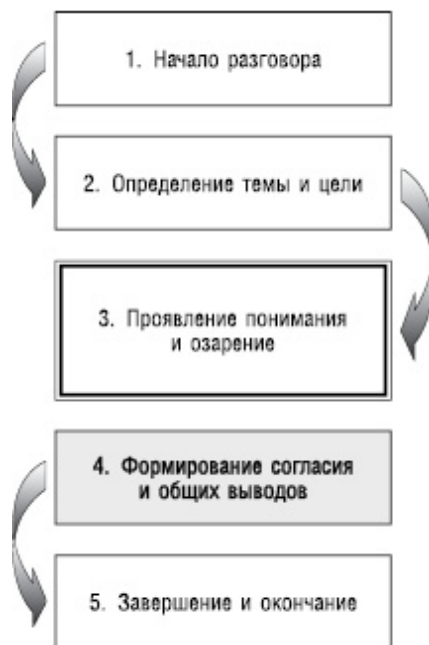 1. Начало разговора
2. Определение темы и цели
3. Проявление понимания
и озарение
4. Формирование согласия
и общих выводов
5. Завершение и окончание